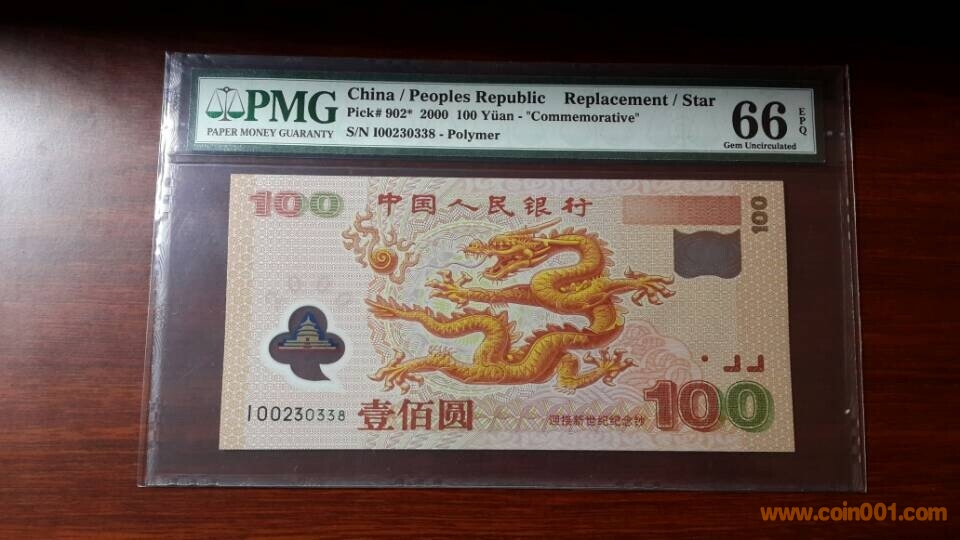 PMG
PAPER MONEY GUARANTY
China / Peoples Republic Replacement / Star
Pick# 902* 2000 100 Yüan - "Commemorative"
S/N I00230338 - Polymer
66
EPQ
Gem Uncirculated
100
中国人民银行
100
I00230338
壹佰圆
迎接新世纪纪念钞
100
www.coin001.com